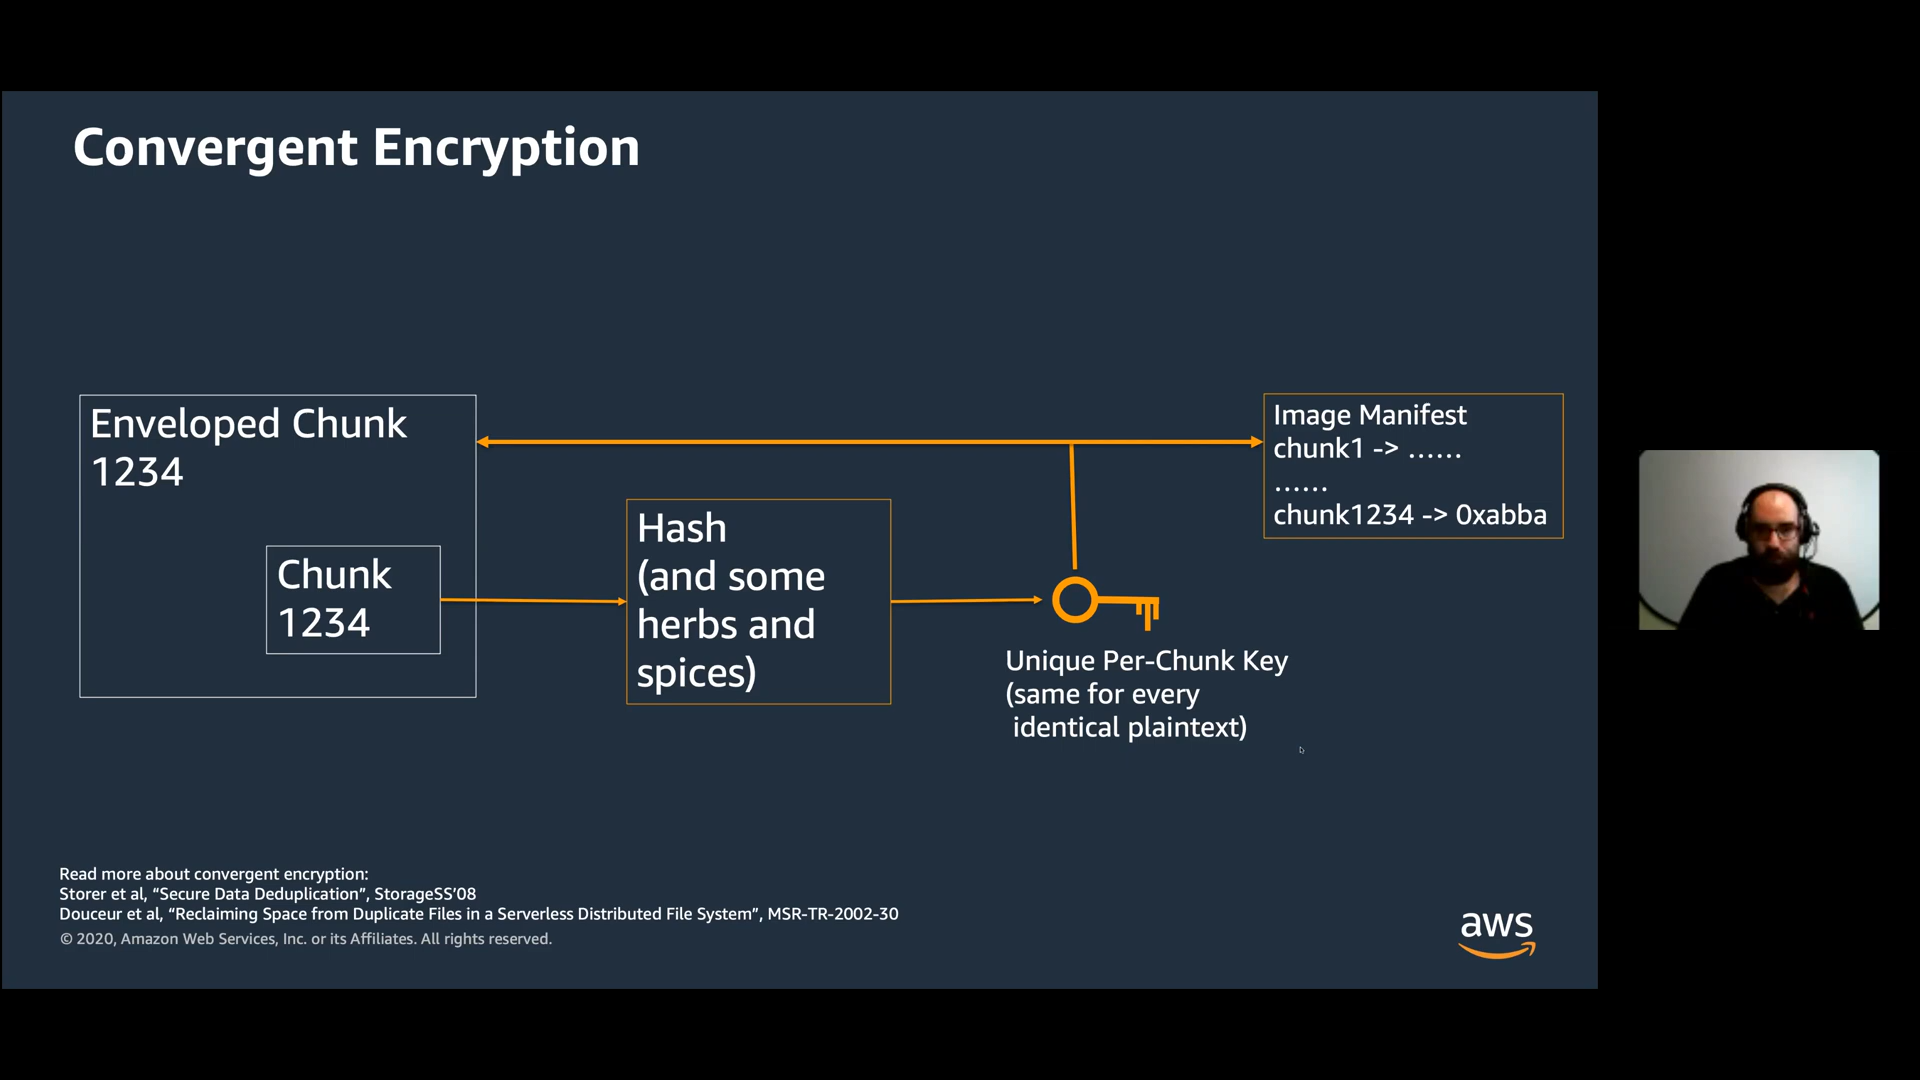 Convergent Encryption
Enveloped Chunk
1234
Chunk
1234
Hash
(and some
herbs and
spices)
Unique Per-Chunk Key
(same for every
identical plaintext)
Image Manifest
chunk1 -> ......
......
chunk1234 -> 0xabba
Read more about convergent encryption:
Storer et al, “Secure Data Deduplication”, StorageSS’08
Douceur et al, “Reclaiming Space from Duplicate Files in a Serverless Distributed File System”, MSR-TR-2002-30
© 2020, Amazon Web Services, Inc. or its Affiliates. All rights reserved.
aws